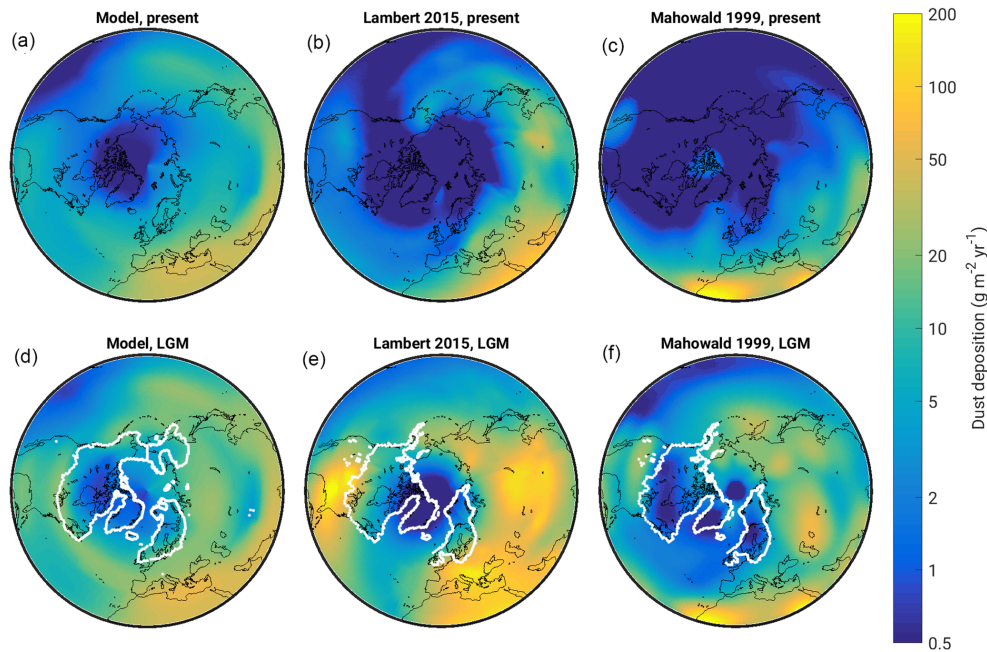 Model, present
Lambert 2015, present
Mahowald 1999, present
(a)
(b)
(c)
Model, LGM
Lambert 2015, LGM
Mahowald 1999, LGM
(d)
(e)
(f)
200
100
50
20
10
5
2
1
0.5
Dust deposition (g m⁻² yr⁻¹)